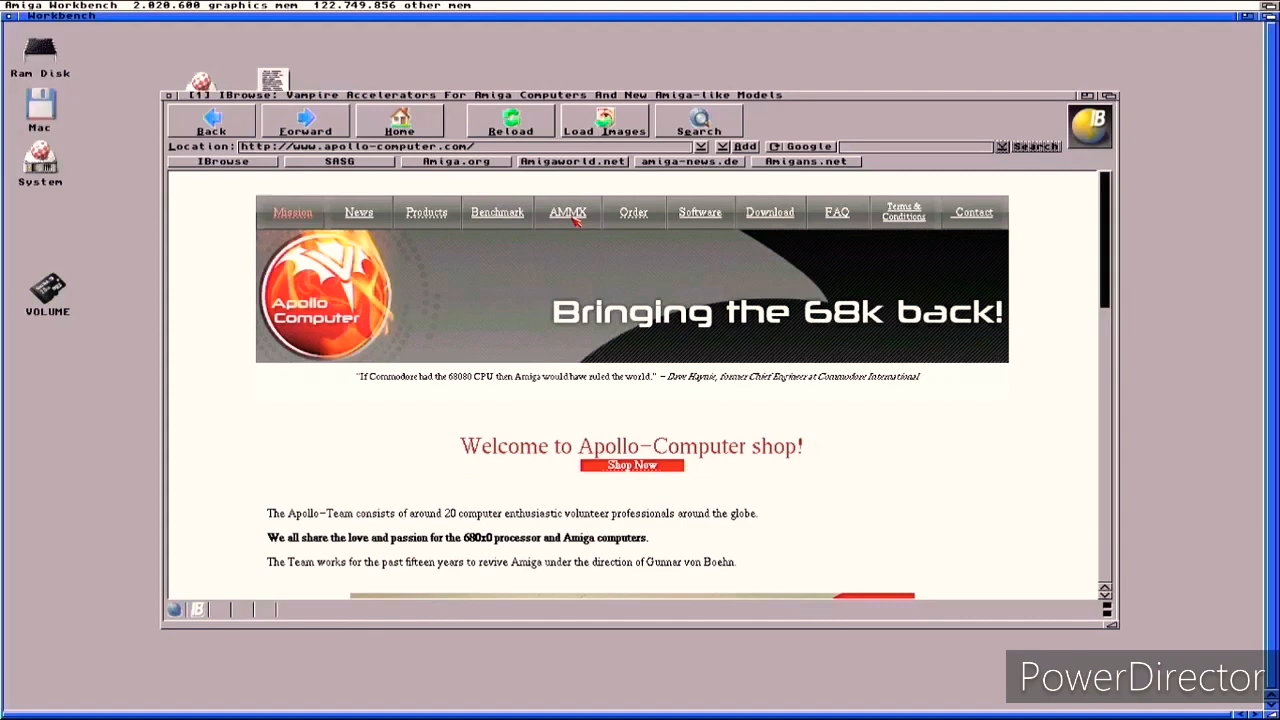 Amiga Workbench 2.020.600 graphics mem 122.749.856 other mem
Workbench
Ram Disk
Mac
System
VOLUME
[1] IBrowse: Vampire Accelerators For Amiga Computers And New Amiga-like Models
Back Forward Home Reload Load Images Search
Location: http://www.apollo-computer.com/ Add Google Search
IBrowse SASG Amiga.org Amigaworld.net amiga-news.de Amigans.net
Mission News Products Benchmark AMMX Order Software Download FAQ Terms & Conditions Contact
Apollo
Computer
Bringing the 68k back!
"If Commodore had the 68080 CPU then Amiga would have ruled the world." – Dave Haynie, former Chief Engineer at Commodore International
Welcome to Apollo-Computer shop!
Shop Now
The Apollo-Team consists of around 20 computer enthusiastic volunteer professionals around the globe.
We all share the love and passion for the 680x0 processor and Amiga computers.
The Team works for the past fifteen years to revive Amiga under the direction of Gunnar von Boehn.
PowerDirector